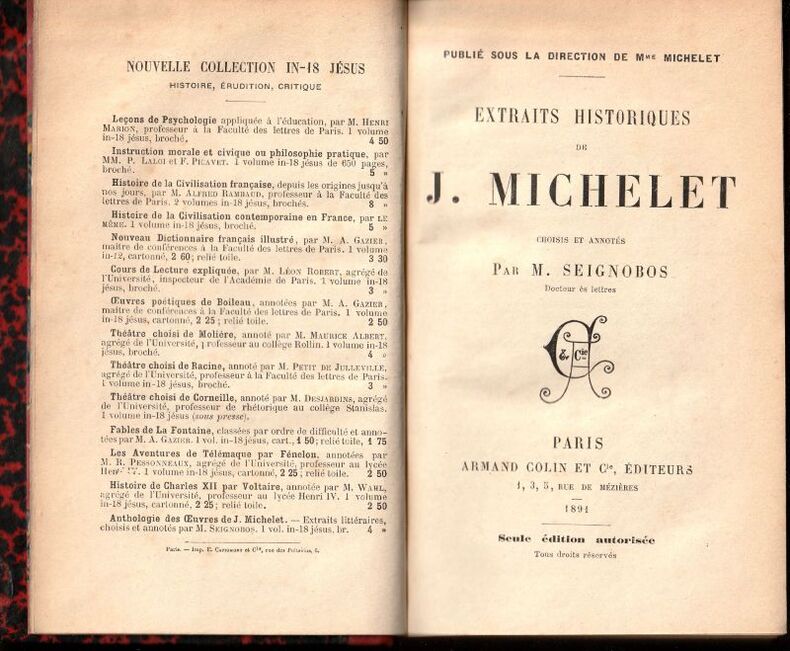 NOUVELLE COLLECTION IN-18 JÉSUS
HISTOIRE, ÉRUDITION, CRITIQUE
Leçons de Psychologie appliquée à l'éducation, par M. HENRI
MARION, professeur à la Faculté des lettres de Paris. 1 volume
in-18 jésus, broché. 4 50
Instruction morale et civique ou philosophie pratique, par
MM. P. LALOI et F. PICAVET. 1 volume in-18 jésus de 650 pages,
broché. 5 »
Histoire de la Civilisation française, depuis les origines jusqu'à
nos jours, par M. ALFRED RAMBAUD, professeur à la Faculté des
lettres de Paris. 2 volumes in-18 jésus, brochés. 8 »
Histoire de la Civilisation contemporaine en France, par LE
MÊME. 1 volume in-18 jésus, broché. 5 »
Nouveau Dictionnaire français illustré, par M. A. GAZIER,
maître de conférences à la Faculté des lettres de Paris. 1 volume
in-12, cartonné, 2 60; relié toile. 3 30
Cours de Lecture expliquée, par M. LÉON ROBERT, agrégé de
l'Université, inspecteur de l'Académie de Paris. 1 volume in-18
jésus, broché. 3 »
Œuvres poétiques de Boileau, annotées par M. A. GAZIER,
maître de conférences à la Faculté des lettres de Paris. 1 volume
in-18 jésus, cartonné, 2 25; relié toile. 2 50
Théâtre choisi de Molière, annoté par M. MAURICE ALBERT,
agrégé de l'Université, professeur au collège Rollin. 1 volume in-18
jésus, broché. 4 »
Théâtre choisi de Racine, annoté par M. PETIT DE JULLEVILLE,
agrégé de l'Université, professeur à la Faculté des lettres de Paris.
1 volume in-18 jésus, broché. 3 »
Théâtre choisi de Corneille, annoté par M. DESJARDINS, agrégé
de l'Université, professeur de rhétorique au collège Stanislas.
1 volume in-18 jésus (sous presse).
Fables de La Fontaine, classées par ordre de difficulté et anno-
tées par M. A. GAZIER. 1 vol. in-18 jésus, cart., 1 50; relié toile, 1 75
Les Aventures de Télémaque par Fénelon, annotées par
M. R. PESSONNEAUX, agrégé de l'Université, professeur au lycée
Henri IV. 1 volume in-18 jésus, cartonné, 2 25; relié toile. 2 50
Histoire de Charles XII par Voltaire, annotée par M. WAHL,
agrégé de l'Université, professeur au lycée Henri IV. 1 volume
in-18 jésus, cartonné, 2 25; relié toile. 2 50
Anthologie des Œuvres de J. Michelet. — Extraits littéraires,
choisis et annotés par M. SEIGNOBOS. 1 vol. in-18 jésus, br. 4 »
Paris. — Imp. E. CAPIOMONT et Cie, rue des Poitevins, 6.
PUBLIÉ SOUS LA DIRECTION DE Mme MICHELET
EXTRAITS HISTORIQUES
DE
J. MICHELET
CHOISIS ET ANNOTÉS
PAR M. SEIGNOBOS
Docteur ès lettres
& Cie
PARIS
ARMAND COLIN ET Cie, ÉDITEURS
1, 3, 5, RUE DE MÉZIÈRES
1891
Seule édition autorisée
Tous droits réservés